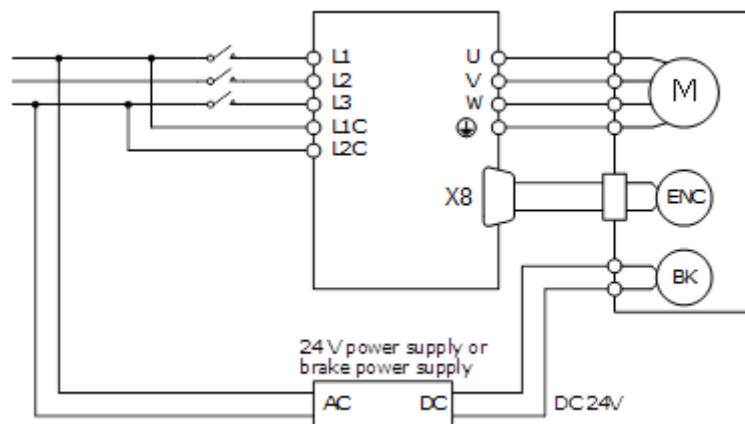 L1
L2
L3
L1C
L2C
U
V
W
X8
M
ENC
BK
24 V power supply or
brake power supply
AC
DC
DC 24V